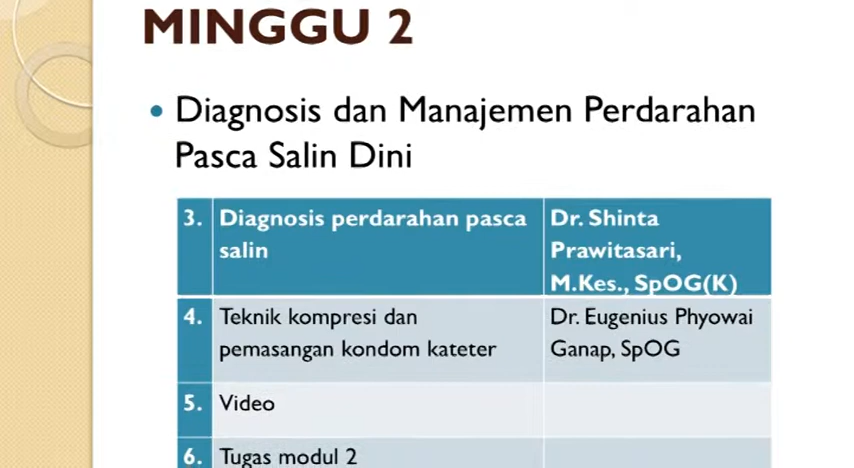 MINGGU 2
• Diagnosis dan Manajemen Perdarahan
Pasca Salin Dini
3. Diagnosis perdarahan pasca
salin
Dr. Shinta
Prawitasari,
M.Kes., SpOG(K)
4. Teknik kompresi dan
pemasangan kondom kateter
Dr. Eugenius Phyowai
Ganap, SpOG
5. Video
6. Tugas modul 2